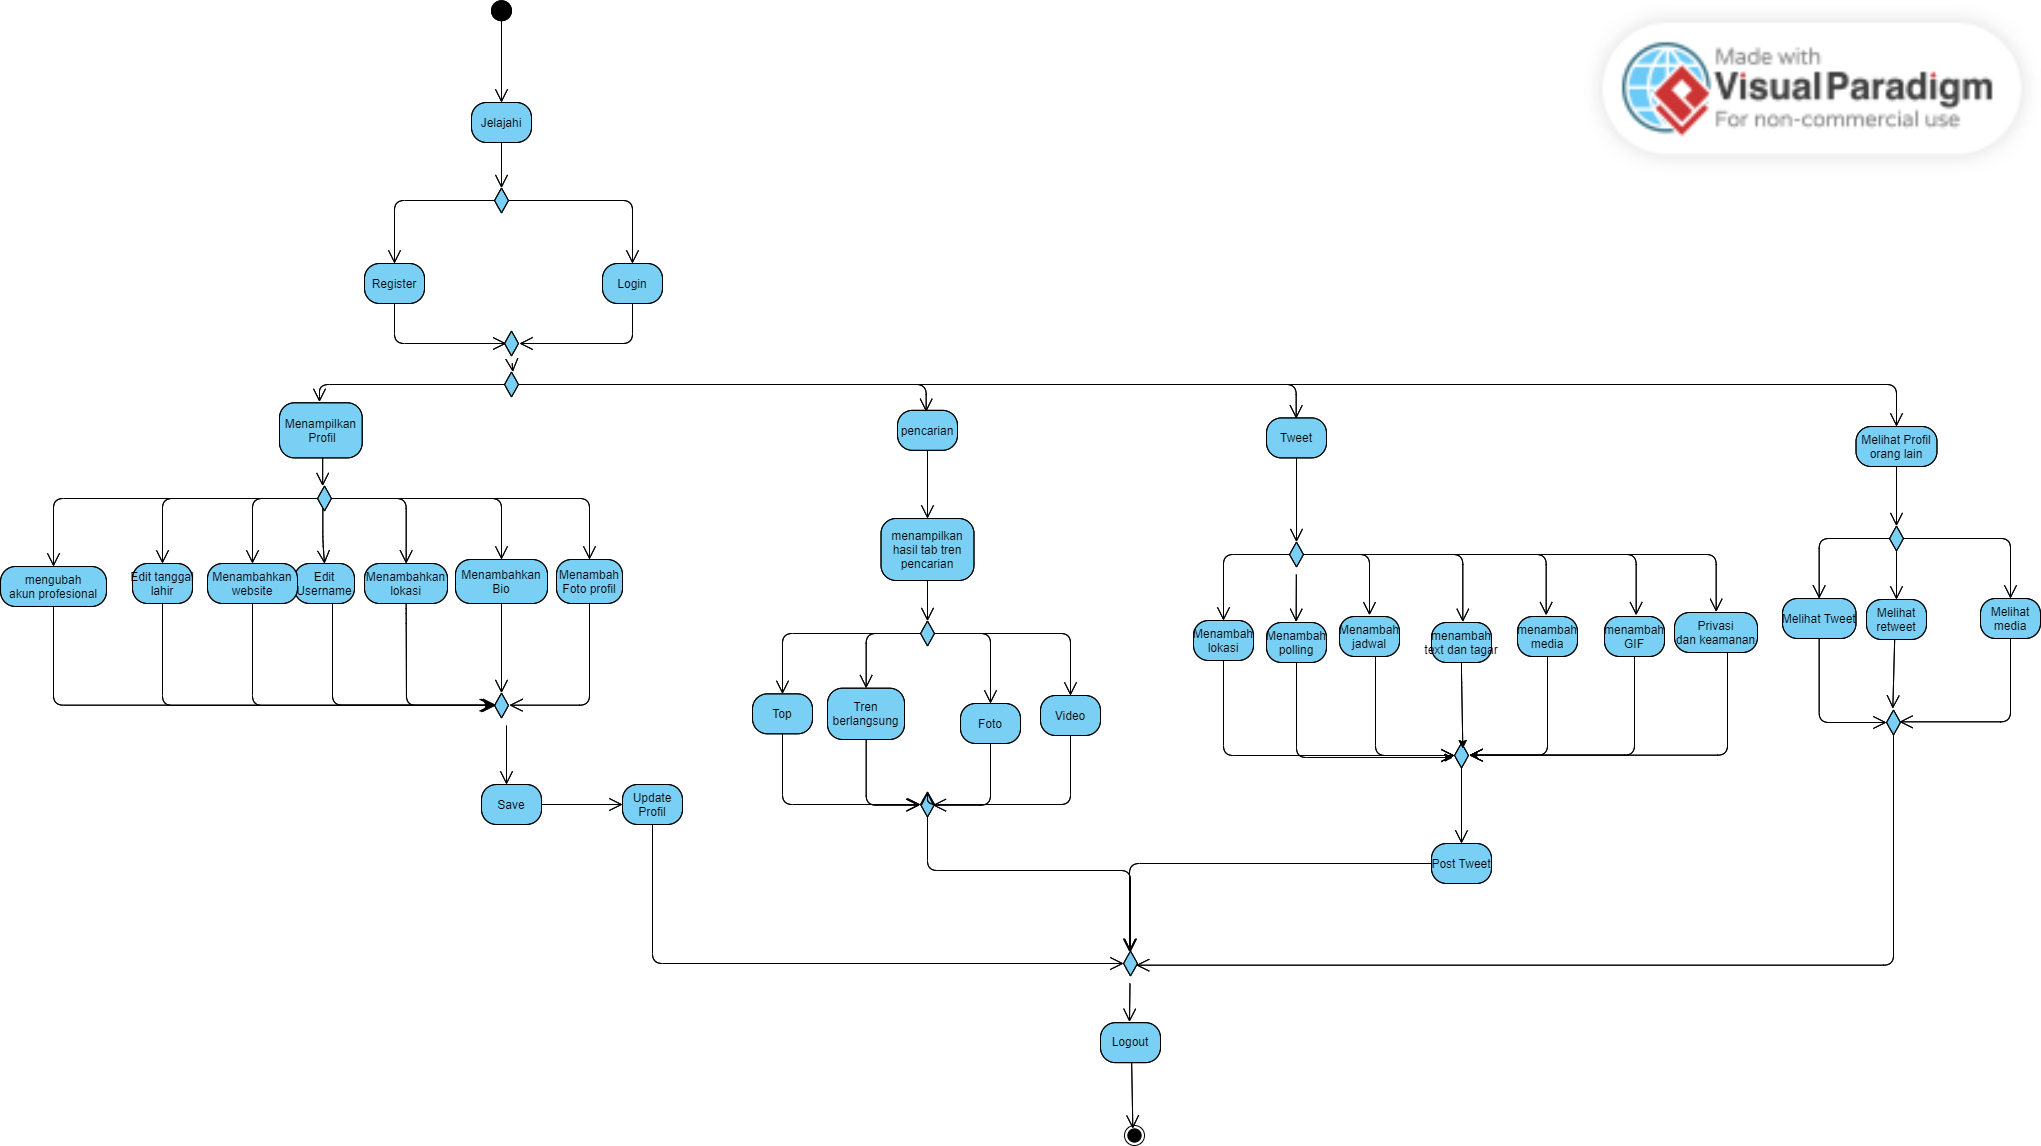 Made with
Visual Paradigm
For non-commercial use
Jelajahi
Register
Login
Menampilkan
Profil
pencarian
Tweet
Melihat Profil
orang lain
mengubah
akun profesional
Edit tanggal
lahir
Menambahkan
website
Edit
Username
Menambahkan
lokasi
Menambahkan
Bio
Menambah
Foto profil
menampilkan
hasil tab tren
pencarian
Menambah
lokasi
Menambah
polling
Menambah
jadwal
menambah
text dan tagar
menambah
media
menambah
GIF
Privasi
dan keamanan
Melihat Tweet
Melihat
retweet
Melihat
media
Top
Tren
berlangsung
Foto
Video
Save
Update
Profil
Post Tweet
Logout